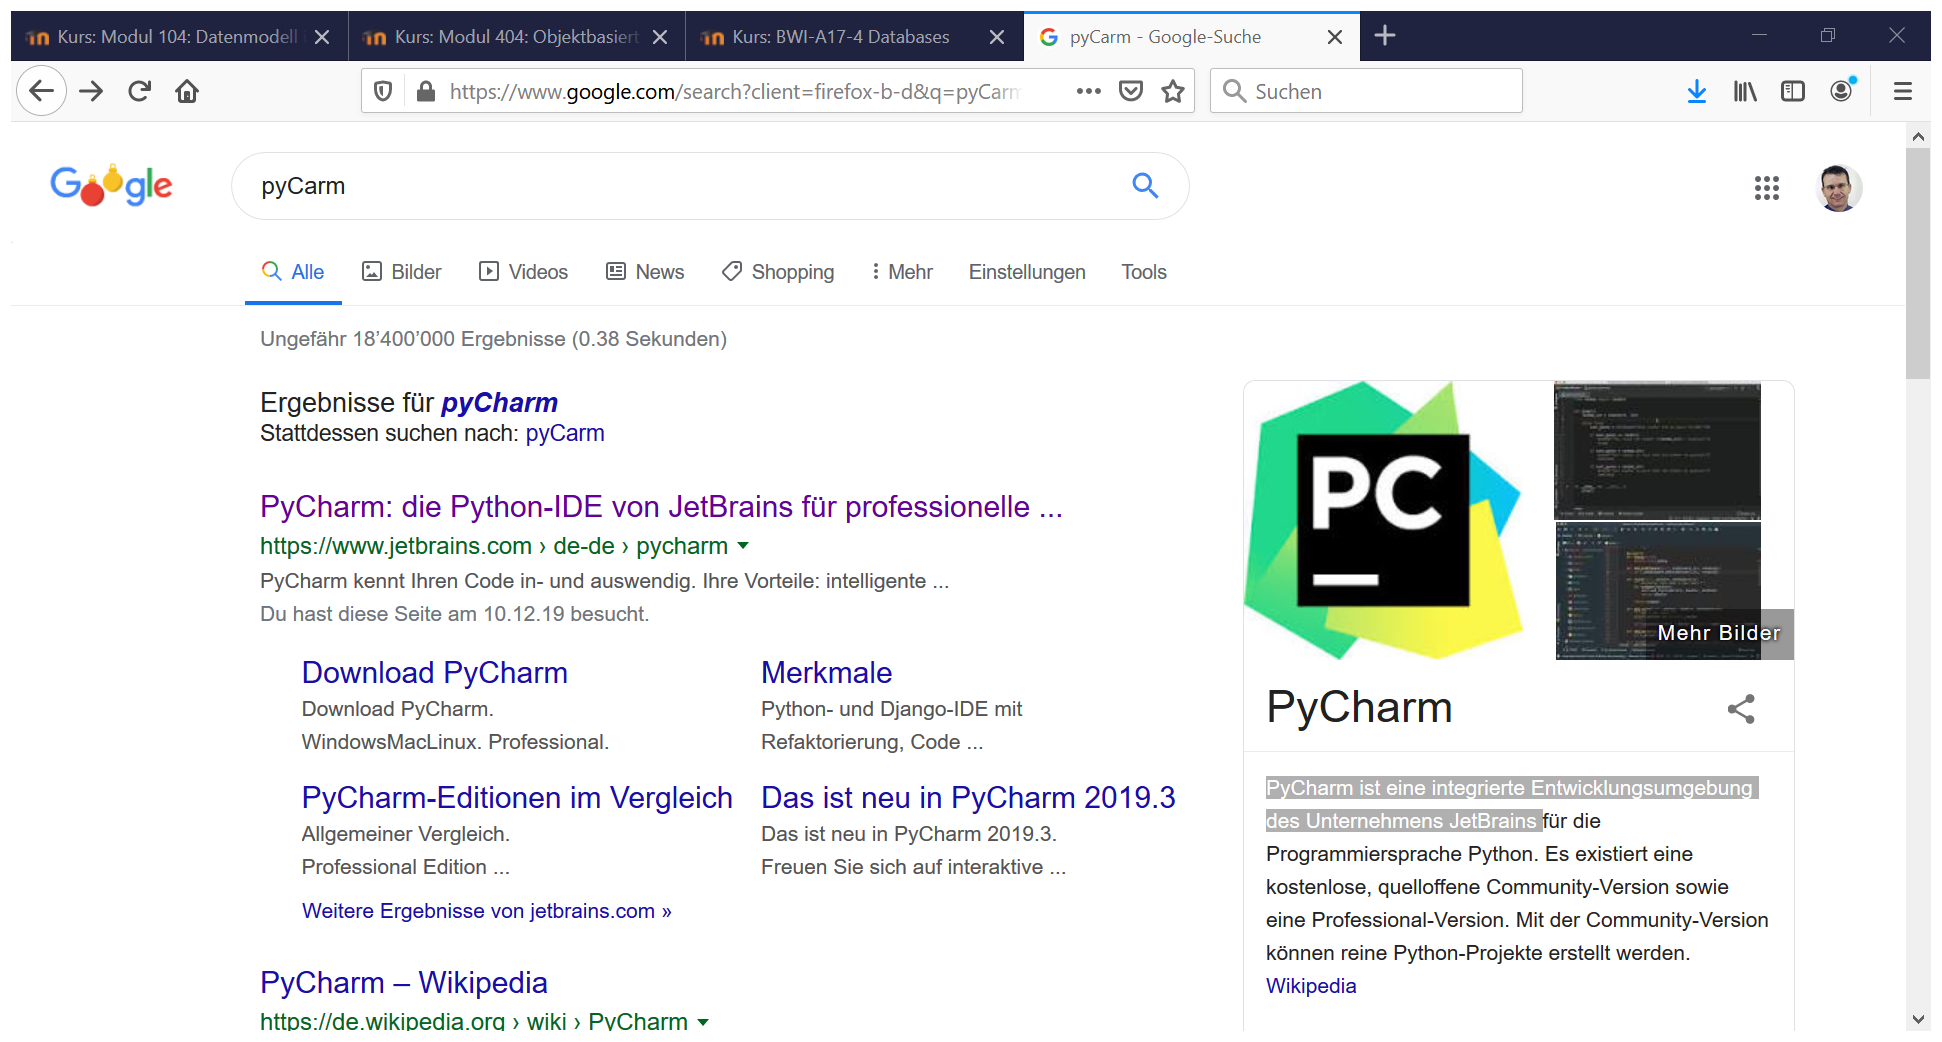 Kurs: Modul 104: Datenmodell
Kurs: Modul 404: Objektbasiert
Kurs: BWI-A17-4 Databases
pyCarm - Google-Suche
https://www.google.com/search?client=firefox-b-d&q=pyCarm
Suchen
Google
pyCarm
Alle
Bilder
Videos
News
Shopping
Mehr
Einstellungen
Tools
Ungefähr 18’400’000 Ergebnisse (0.38 Sekunden)
Ergebnisse für pyCharm
Stattdessen suchen nach: pyCarm
PyCharm: die Python-IDE von JetBrains für professionelle ...
https://www.jetbrains.com › de-de › pycharm
PyCharm kennt Ihren Code in- und auswendig. Ihre Vorteile: intelligente ...
Du hast diese Seite am 10.12.19 besucht.
Download PyCharm
Download PyCharm.
WindowsMacLinux. Professional.
Merkmale
Python- und Django-IDE mit
Refaktorierung, Code ...
PyCharm-Editionen im Vergleich
Allgemeiner Vergleich.
Professional Edition ...
Das ist neu in PyCharm 2019.3
Das ist neu in PyCharm 2019.3.
Freuen Sie sich auf interaktive ...
Weitere Ergebnisse von jetbrains.com »
PyCharm – Wikipedia
https://de.wikipedia.org › wiki › PyCharm
PC
Mehr Bilder
PyCharm
PyCharm ist eine integrierte Entwicklungsumgebung
des Unternehmens JetBrains für die
Programmiersprache Python. Es existiert eine
kostenlose, quelloffene Community-Version sowie
eine Professional-Version. Mit der Community-Version
können reine Python-Projekte erstellt werden.
Wikipedia